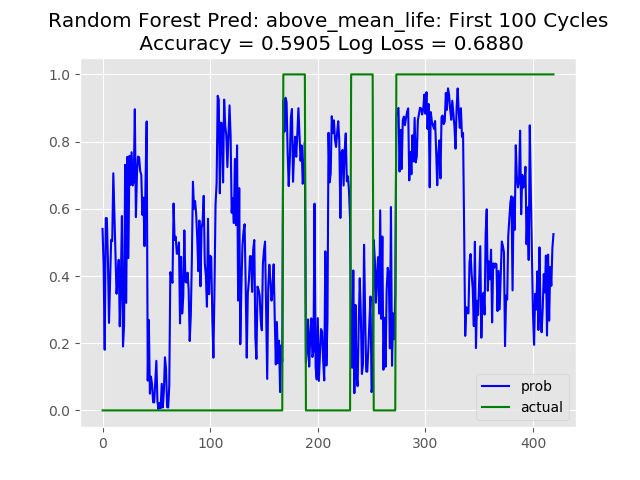 Random Forest Pred: above_mean_life: First 100 Cycles
Accuracy = 0.5905 Log Loss = 0.6880
1.0
0.8
0.6
0.4
0.2
0.0
prob
actual
0
100
200
300
400